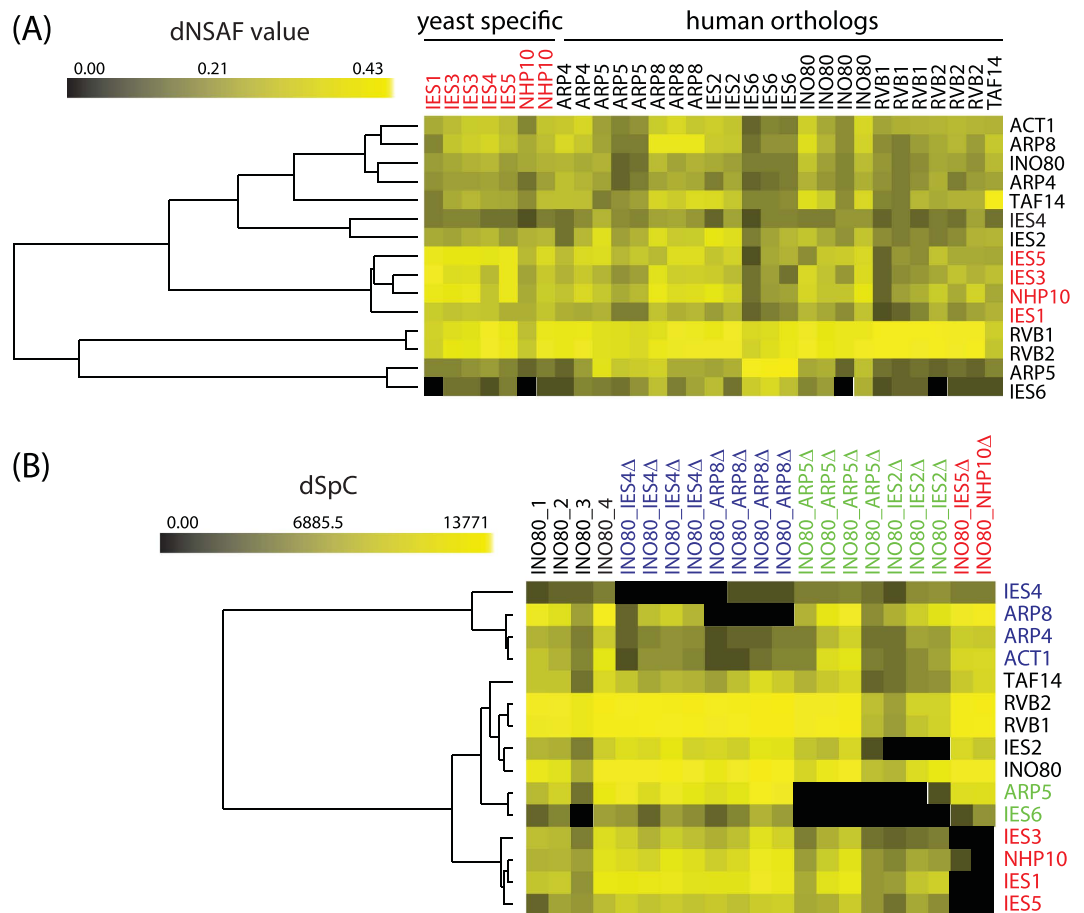 (A)
dNSAF value
0.00 0.21 0.43
yeast specific
human orthologs
IES1
IES3
IES3
IES4
IES5
NHP10
NHP10
ARP4
ARP4
ARP5
ARP5
ARP5
ARP8
ARP8
ARP8
IES2
IES2
IES6
IES6
IES6
INO80
INO80
INO80
INO80
RVB1
RVB1
RVB1
RVB2
RVB2
RVB2
TAF14
ACT1
ARP8
INO80
ARP4
TAF14
IES4
IES2
IES5
IES3
NHP10
IES1
RVB1
RVB2
ARP5
IES6
(B)
dSpC
0.00 6885.5 13771
INO80_1
INO80_2
INO80_3
INO80_4
INO80_IES4Δ
INO80_IES4Δ
INO80_IES4Δ
INO80_IES4Δ
INO80_ARP8Δ
INO80_ARP8Δ
INO80_ARP8Δ
INO80_ARP8Δ
INO80_ARP5Δ
INO80_ARP5Δ
INO80_ARP5Δ
INO80_ARP5Δ
INO80_IES2Δ
INO80_IES2Δ
INO80_IES2Δ
INO80_IES5Δ
INO80_NHP10Δ
IES4
ARP8
ARP4
ACT1
TAF14
RVB2
RVB1
IES2
INO80
ARP5
IES6
IES3
NHP10
IES1
IES5